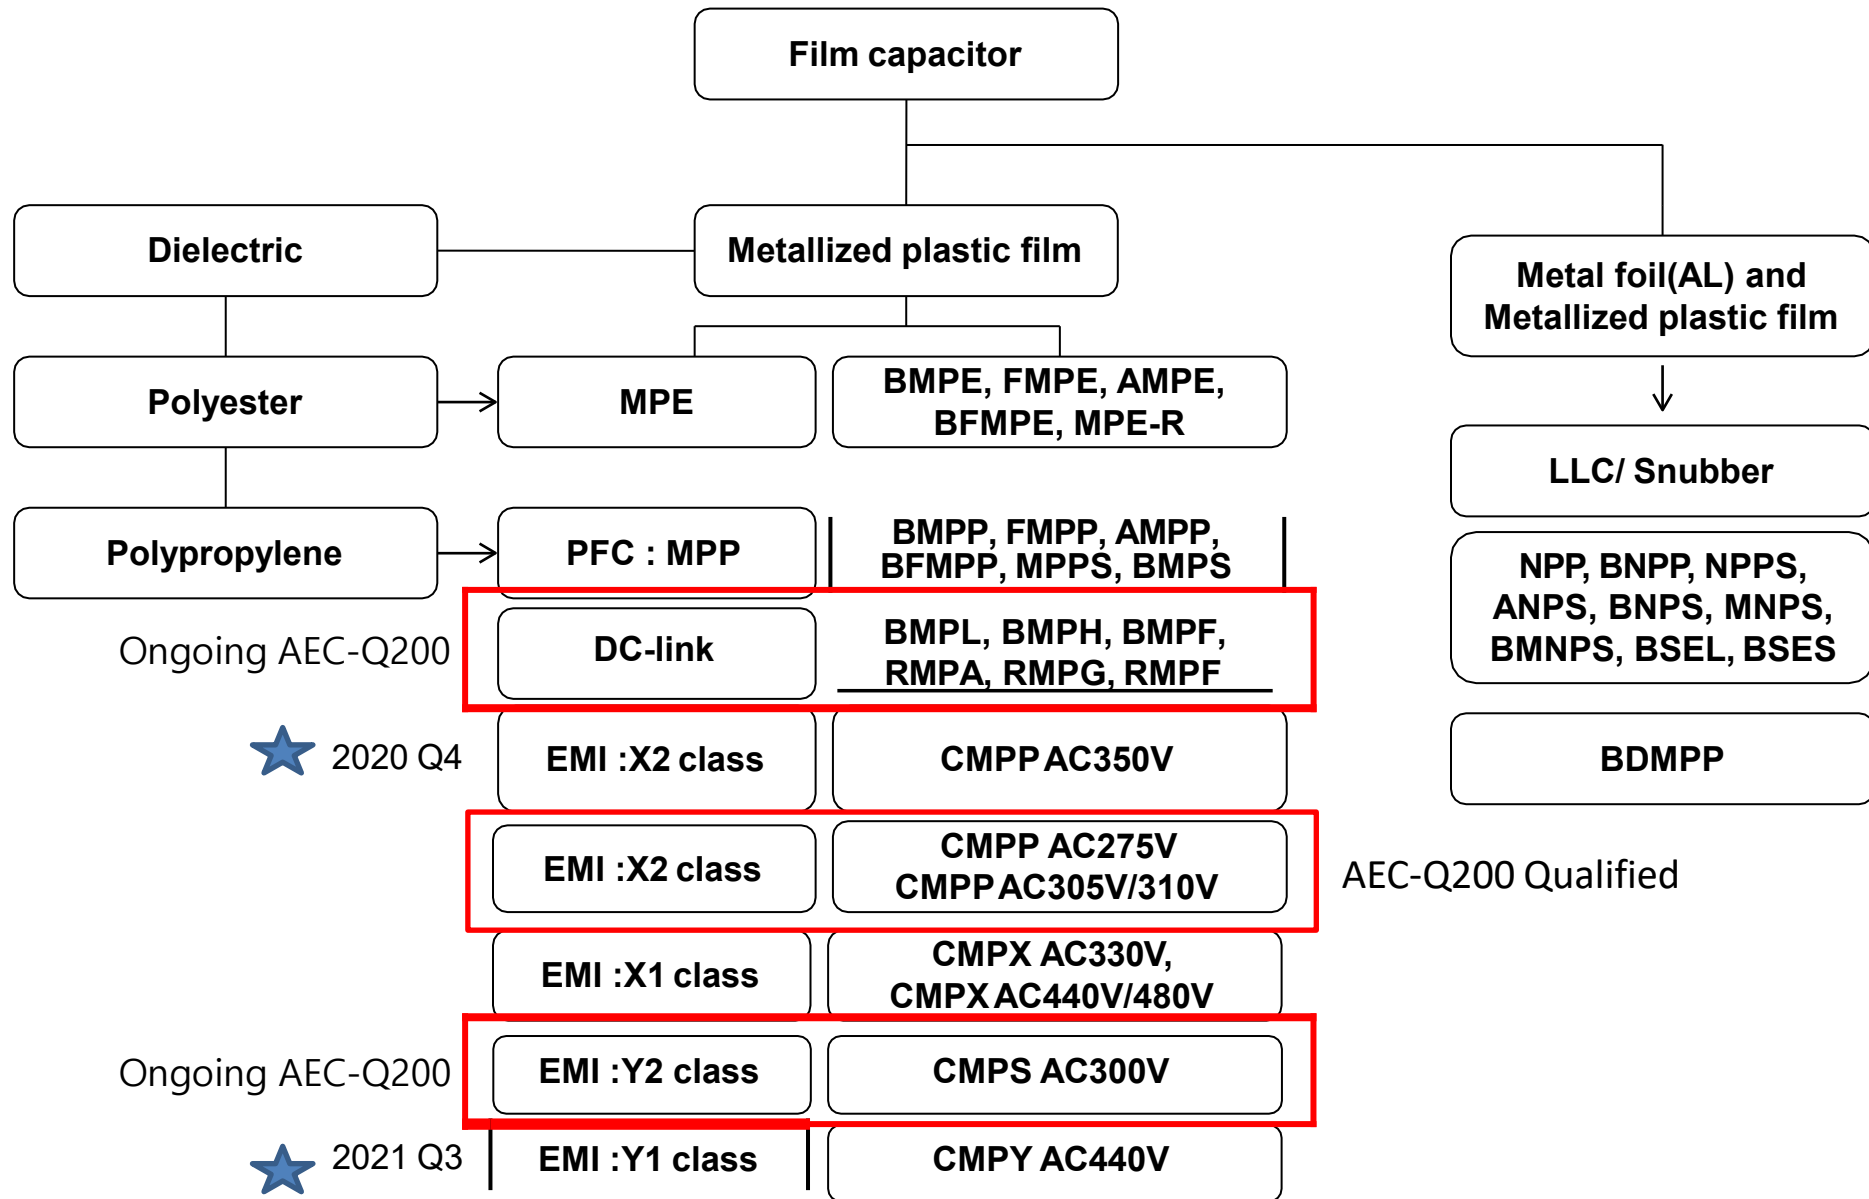 Film capacitor
Dielectric
Metallized plastic film
Metal foil(AL) and
Metallized plastic film
Polyester
MPE
BMPE, FMPE, AMPE,
BFMPE, MPE-R
LLC/ Snubber
Polypropylene
PFC : MPP
BMPP, FMPP, AMPP,
BFMPP, MPPS, BMPS
NPP, BNPP, NPPS,
ANPS, BNPS, MNPS,
BMNPS, BSEL, BSES
Ongoing AEC-Q200
DC-link
BMPL, BMPH, BMPF,
RMPA, RMPG, RMPF
2020 Q4
EMI :X2 class
CMPP AC350V
BDMPP
EMI :X2 class
CMPP AC275V
CMPP AC305V/310V
AEC-Q200 Qualified
EMI :X1 class
CMPX AC330V,
CMPX AC440V/480V
Ongoing AEC-Q200
EMI :Y2 class
CMPS AC300V
2021 Q3
EMI :Y1 class
CMPY AC440V